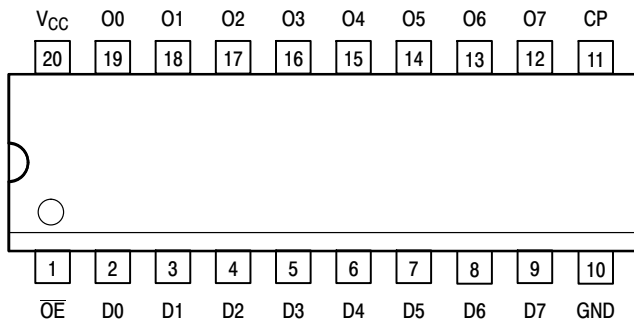 VCC O0 O1 O2 O3 O4 O5 O6 O7 CP
20 19 18 17 16 15 14 13 12 11
1 2 3 4 5 6 7 8 9 10
O̅E̅ D0 D1 D2 D3 D4 D5 D6 D7 GND